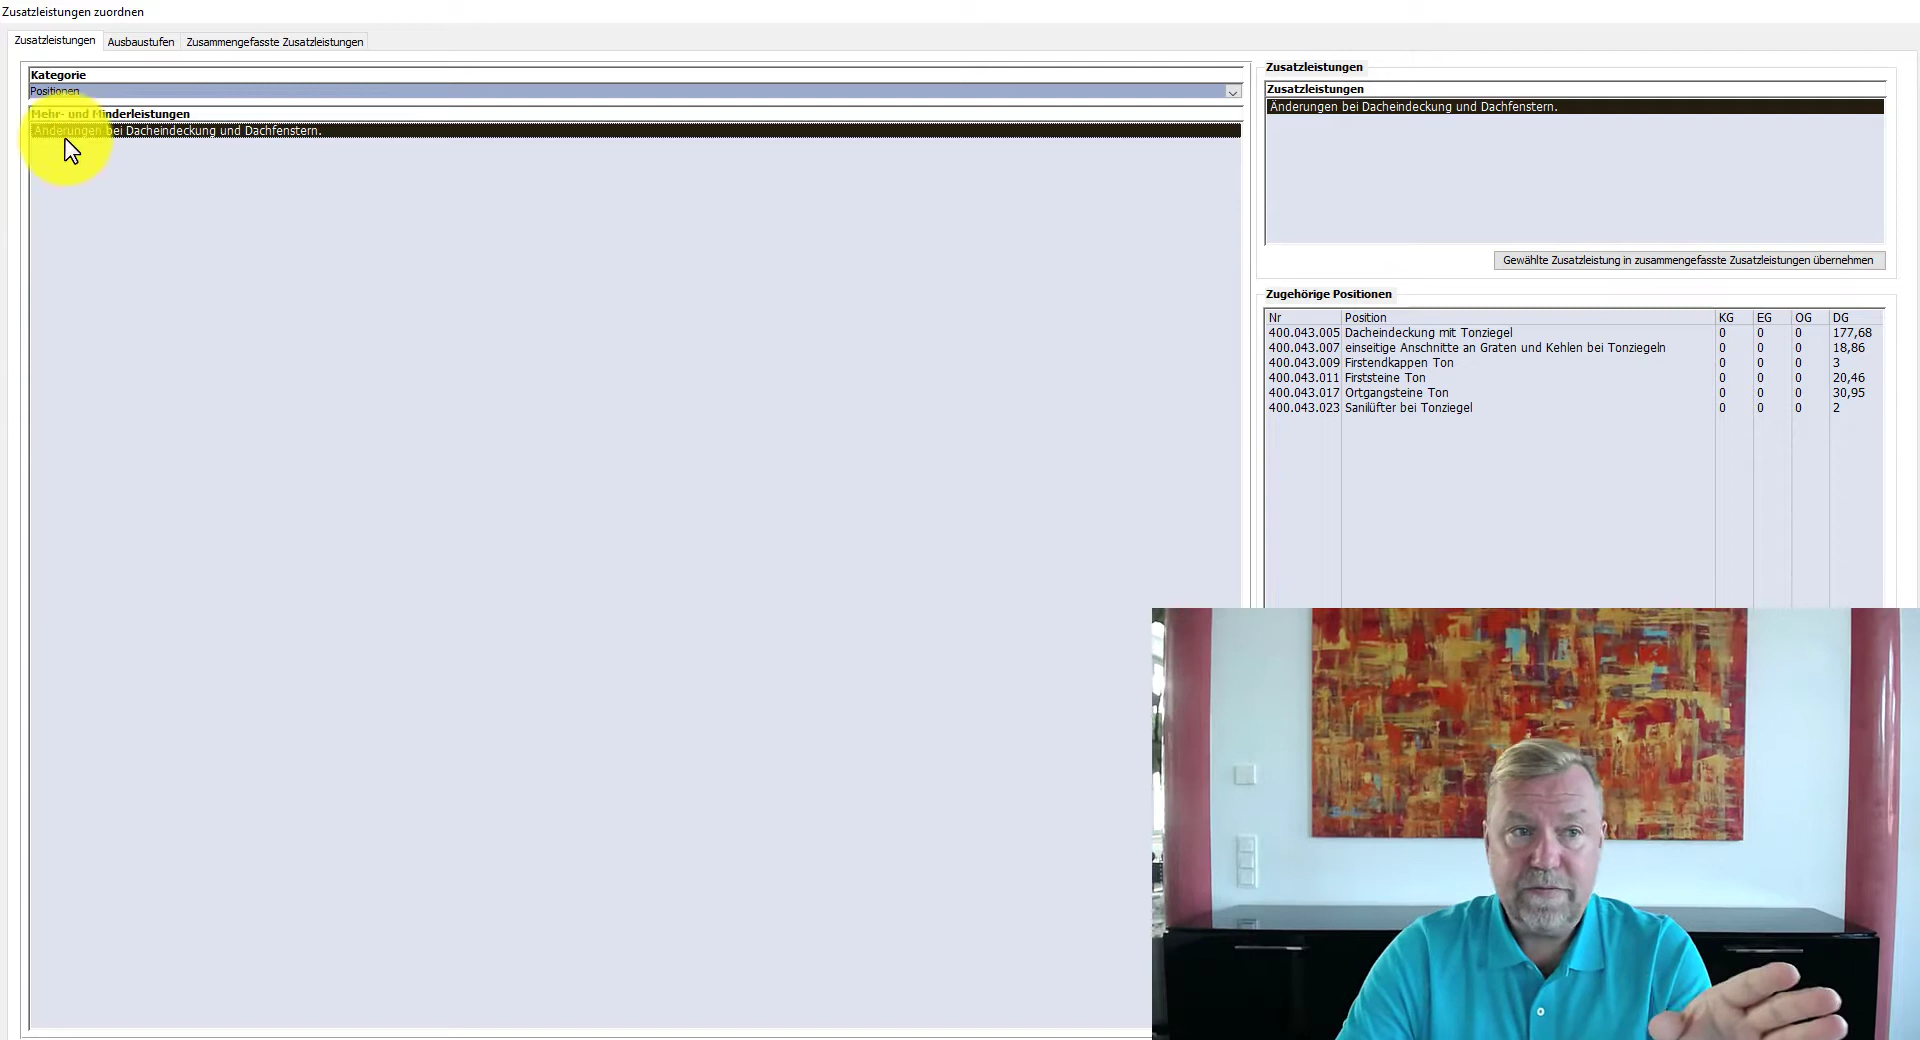 Zusatzleistungen zuordnen
Zusatzleistungen Ausbaustufen Zusammengefasste Zusatzleistungen
Kategorie
Positionen
Mehr- und Minderleistungen
Änderungen bei Dacheindeckung und Dachfenstern.
Zusatzleistungen
Zusatzleistungen
Änderungen bei Dacheindeckung und Dachfenstern.
Gewählte Zusatzleistung in zusammengefasste Zusatzleistungen übernehmen
Zugehörige Positionen
Nr Position KG EG OG DG
400.043.005 Dacheindeckung mit Tonziegel 0 0 0 177,68
400.043.007 einseitige Anschnitte an Graten und Kehlen bei Tonziegeln 0 0 0 18,86
400.043.009 Firstendkappen Ton 0 0 0 3
400.043.011 Firststeine Ton 0 0 0 20,46
400.043.017 Ortgangsteine Ton 0 0 0 30,95
400.043.023 Sanilüfter bei Tonziegel 0 0 0 2